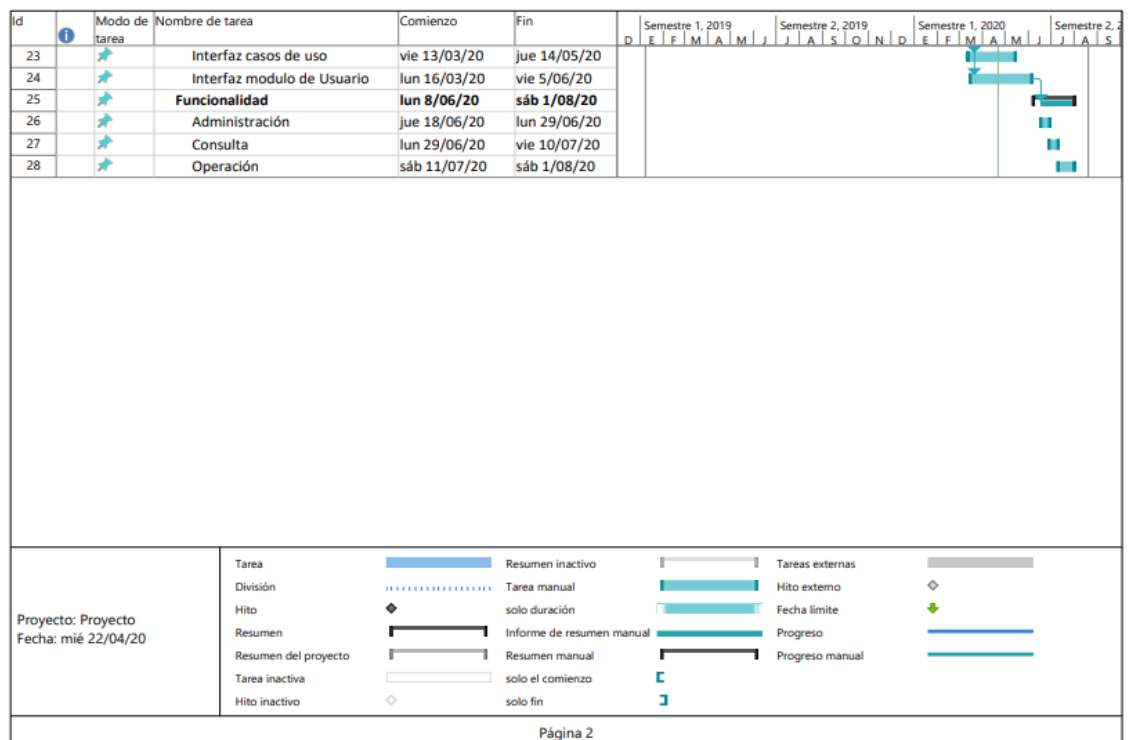 Id Modo de tarea Nombre de tarea Comienzo Fin
Semestre 1, 2019 Semestre 2, 2019 Semestre 1, 2020 Semestre 2, 2
D E F M A M J J A S O N D E F M A M J J A S
23 Interfaz casos de uso vie 13/03/20 jue 14/05/20
24 Interfaz modulo de Usuario lun 16/03/20 vie 5/06/20
25 Funcionalidad lun 8/06/20 sáb 1/08/20
26 Administración jue 18/06/20 lun 29/06/20
27 Consulta lun 29/06/20 vie 10/07/20
28 Operación sáb 11/07/20 sáb 1/08/20
Proyecto: Proyecto
Fecha: mié 22/04/20
Tarea
División
Hito
Resumen
Resumen del proyecto
Tarea inactiva
Hito inactivo
Resumen inactivo
Tarea manual
solo duración
Informe de resumen manual
Resumen manual
solo el comienzo
solo fin
Tareas externas
Hito externo
Fecha límite
Progreso
Progreso manual
Página 2